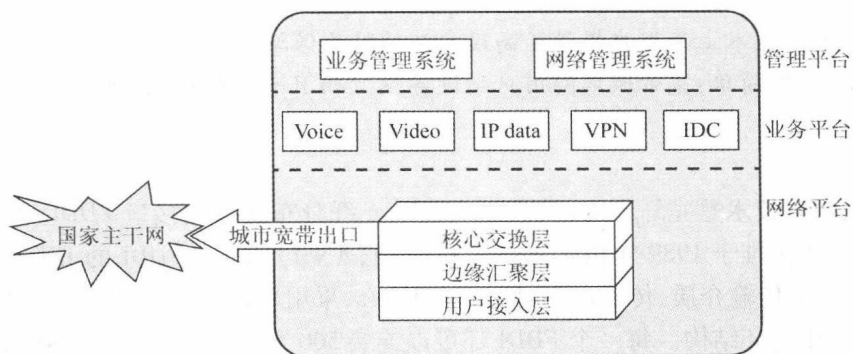 业务管理系统 网络管理系统 管理平台
Voice Video IP data VPN IDC 业务平台
网络平台
国家主干网 城市宽带出口 核心交换层
边缘汇聚层
用户接入层